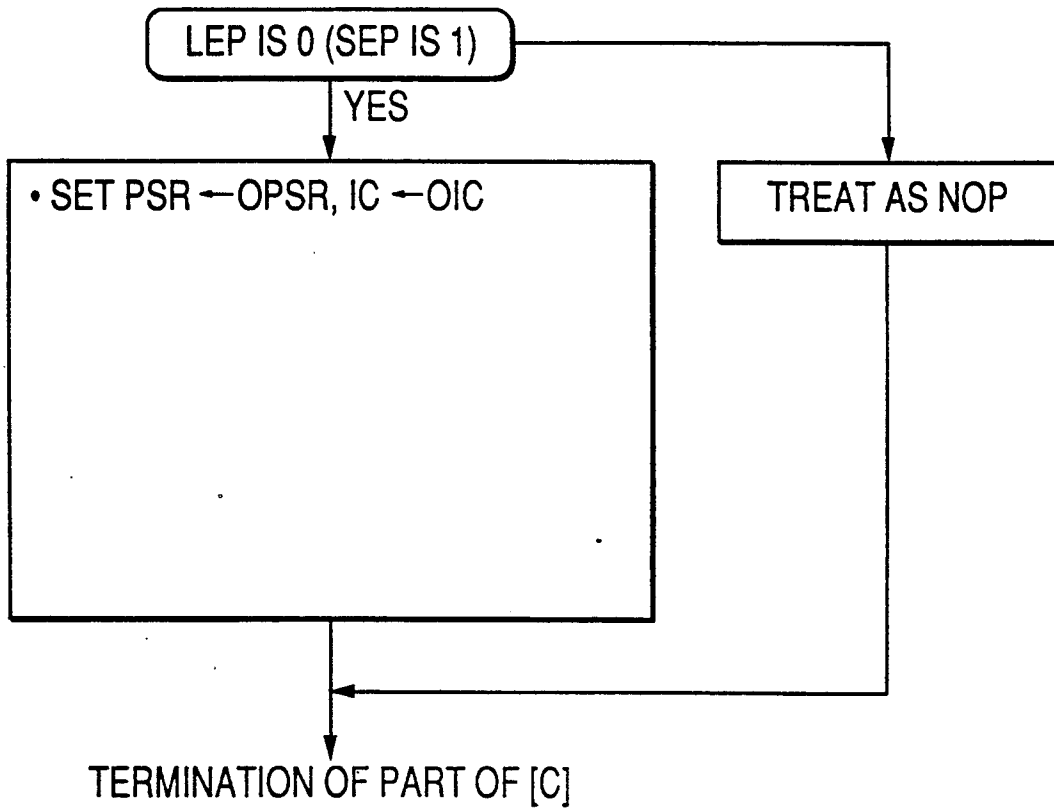 LEP IS 0 (SEP IS 1)
YES
• SET PSR ←OPSR, IC ←OIC
TREAT AS NOP
TERMINATION OF PART OF [C]